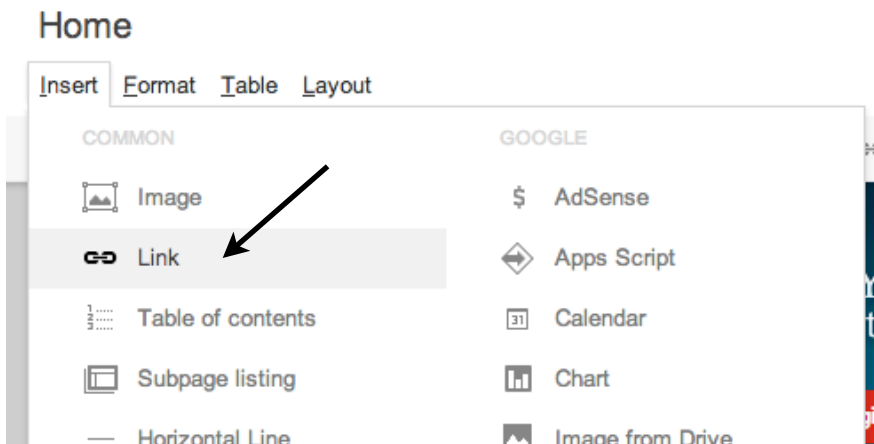 Home
Insert Format Table Layout
COMMON
Image
Link
Table of contents
Subpage listing
Horizontal Line
GOOGLE
$ AdSense
Apps Script
31 Calendar
Chart
Image from Drive